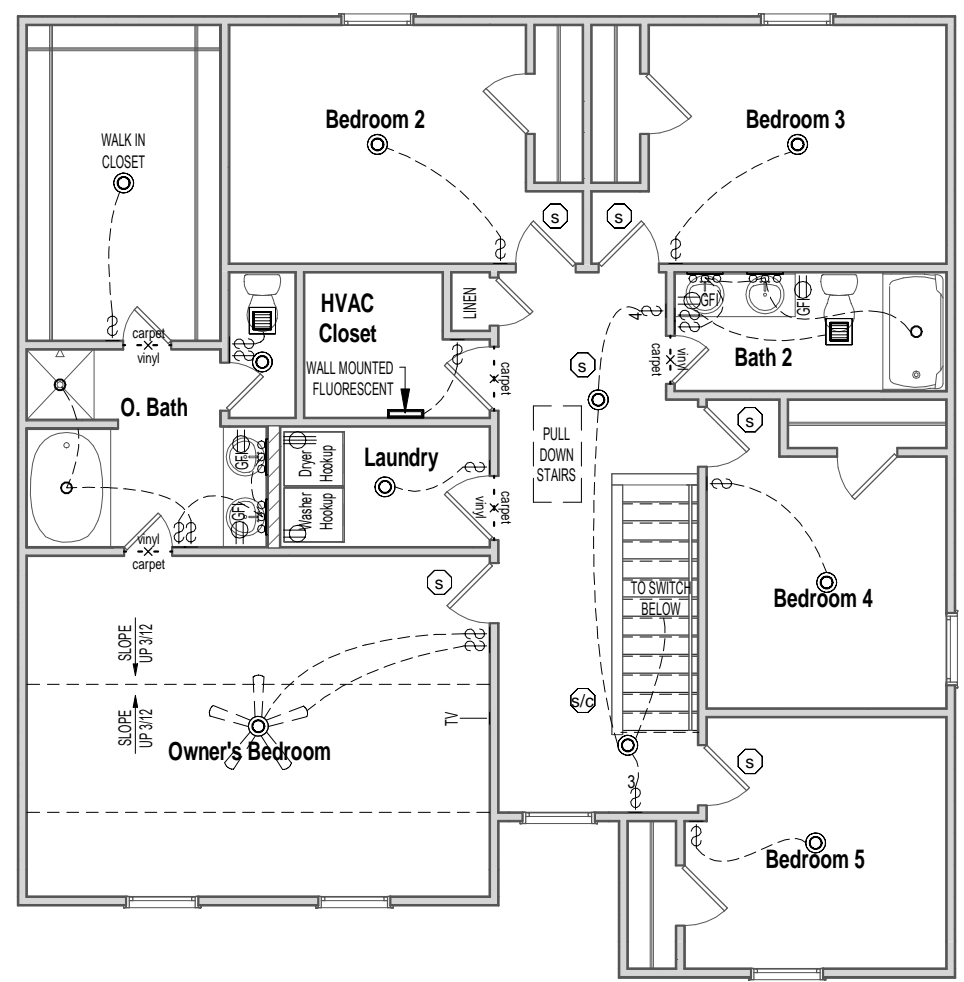 Bedroom 2
Bedroom 3
WALK IN
CLOSET
s
s
HVAC
Closet
LINEN
GFI
GFI
4
carpet
vinyl
s
carpet
vinyl
Bath 2
WALL MOUNTED
FLUORESCENT
carpet
O. Bath
s
PULL
DOWN
STAIRS
GFI
Dryer
Hookup
Laundry
GFI
Washer
Hookup
vinyl
carpet
vinyl
carpet
s
TO SWITCH
BELOW
Bedroom 4
SLOPE
UP 3/12
SLOPE
UP 3/12
s/c
TV
Owner's Bedroom
s
3
Bedroom 5